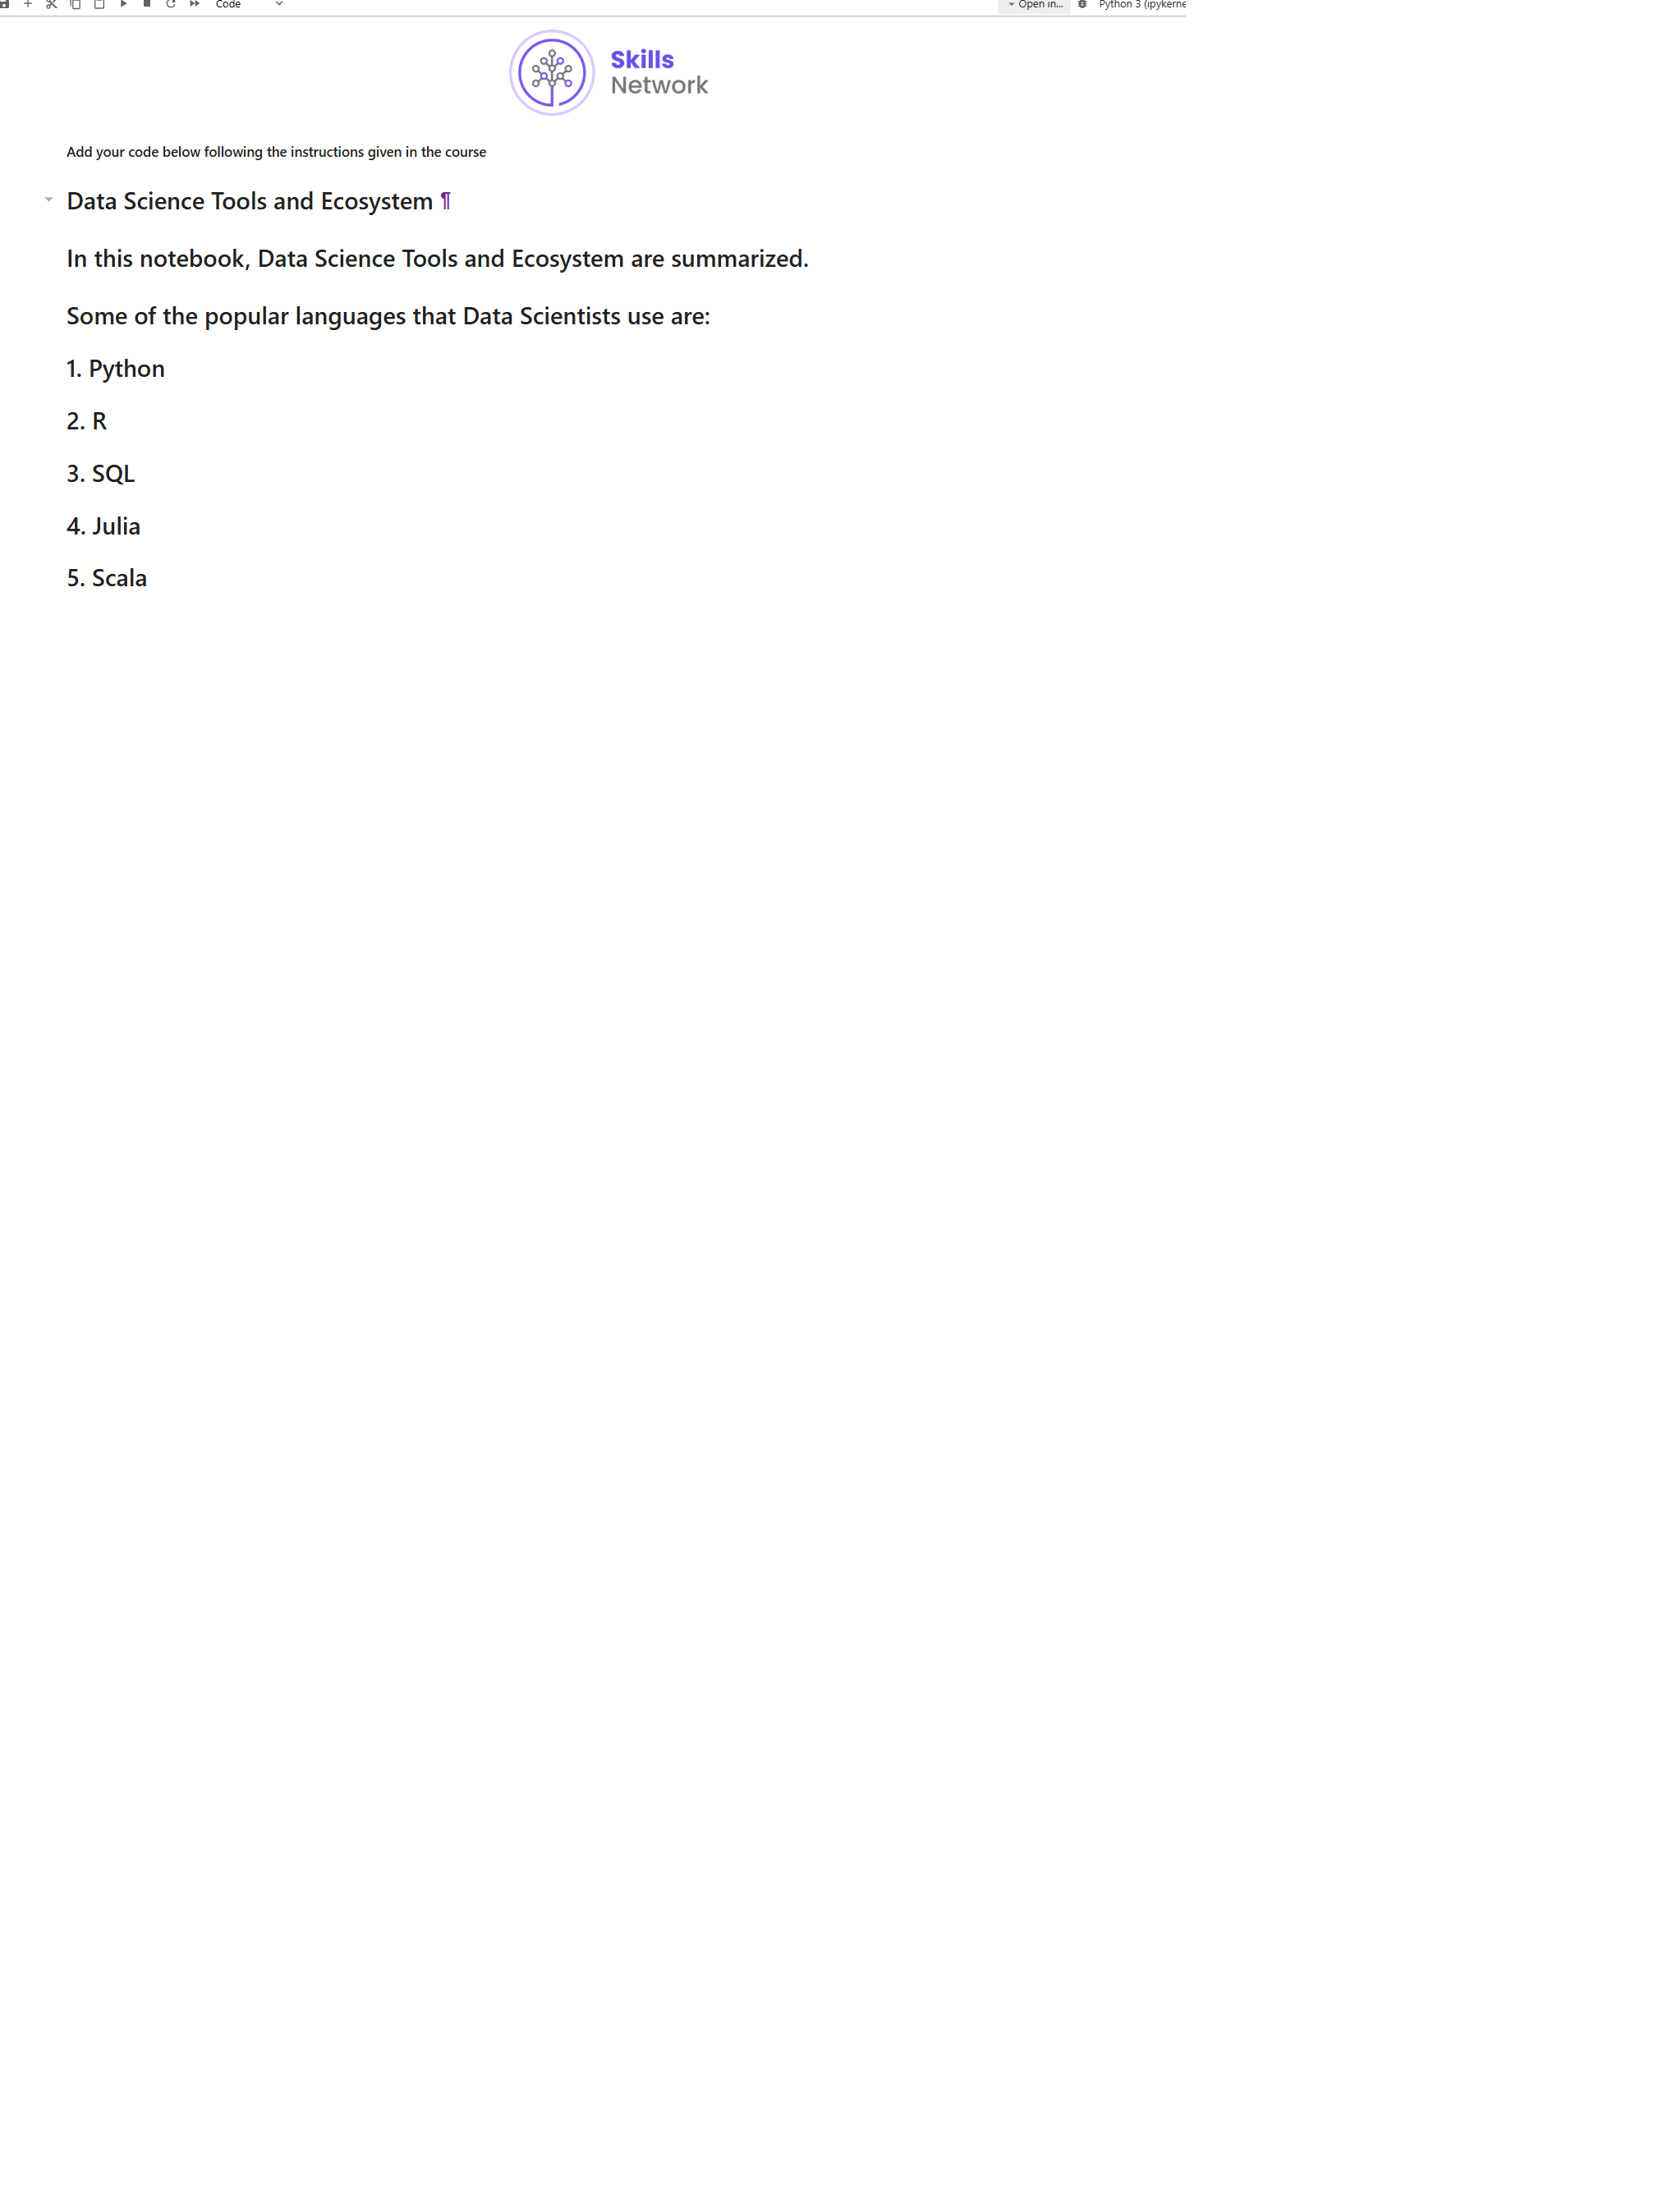 Code
Open in...
Python 3 (ipykerne
Skills
Network
Add your code below following the instructions given in the course
Data Science Tools and Ecosystem ¶
In this notebook, Data Science Tools and Ecosystem are summarized.
Some of the popular languages that Data Scientists use are:
1. Python
2. R
3. SQL
4. Julia
5. Scala